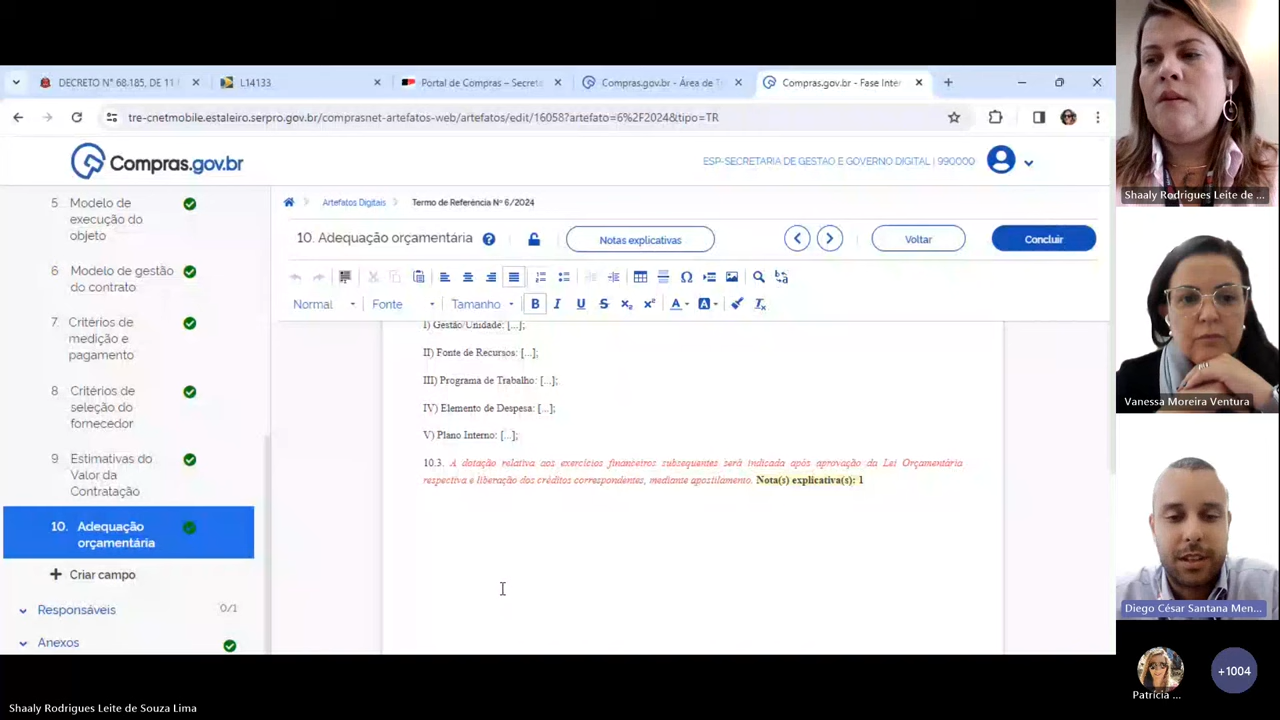 DECRETO Nº 68.185, DE 11
L14133
Portal de Compras – Secreta
Compras.gov.br - Área de T
Compras.gov.br - Fase Inter
tre-cnetmobile.estaleiro.serpro.gov.br/comprasnet-artefatos-web/artefatos/edit/16058?artefato=6%2F2024&tipo=TR
Compras.gov.br
ESP-SECRETARIA DE GESTAO E GOVERNO DIGITAL | 990000
5 Modelo de
execução do
objeto
6 Modelo de gestão
do contrato
7. Critérios de
medição e
pagamento
8 Critérios de
seleção do
fornecedor
9 Estimativas do
Valor da
Contratação
10. Adequação
orçamentária
Criar campo
Responsáveis 0/1
Anexos
Artefatos Digitais Termo de Referência Nº 6/2024
10. Adequação orçamentária Notas explicativas Voltar Concluir
Normal Fonte Tamanho B I U S x₂ x² A A Tx
I) Gestão/Unidade: [...];
II) Fonte de Recursos: [...];
III) Programa de Trabalho: [...];
IV) Elemento de Despesa: [...];
V) Plano Interno: [...];
10.3. A dotação relativa aos exercícios financeiros subsequentes será indicada após aprovação da Lei Orçamentária
respectiva e liberação dos créditos correspondentes, mediante apostilamento. Nota(s) explicativa(s): 1
Shaaly Rodrigues Leite de ...
Vanessa Moreira Ventura
Diego César Santana Men...
Patrícia ...
+1004
Shaaly Rodrigues Leite de Souza Lima